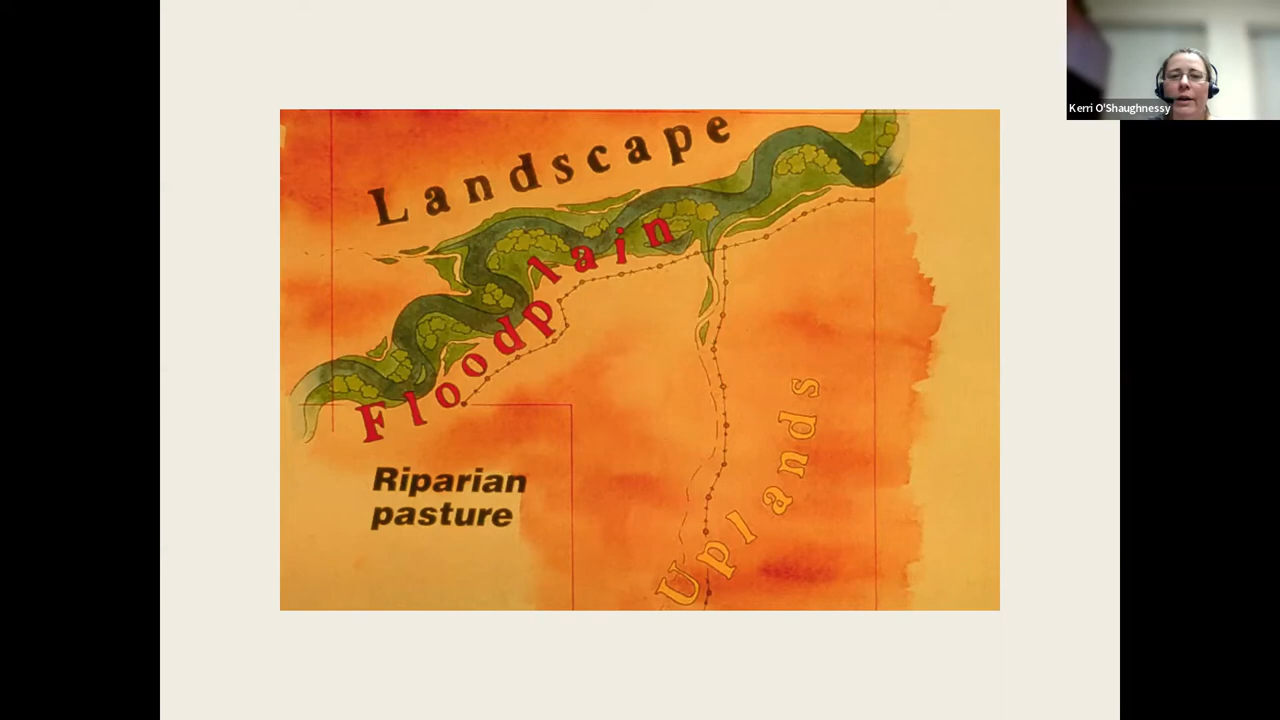 Kerri O'Shaughnessy
Landscape
Floodplain
Riparian
pasture
Uplands